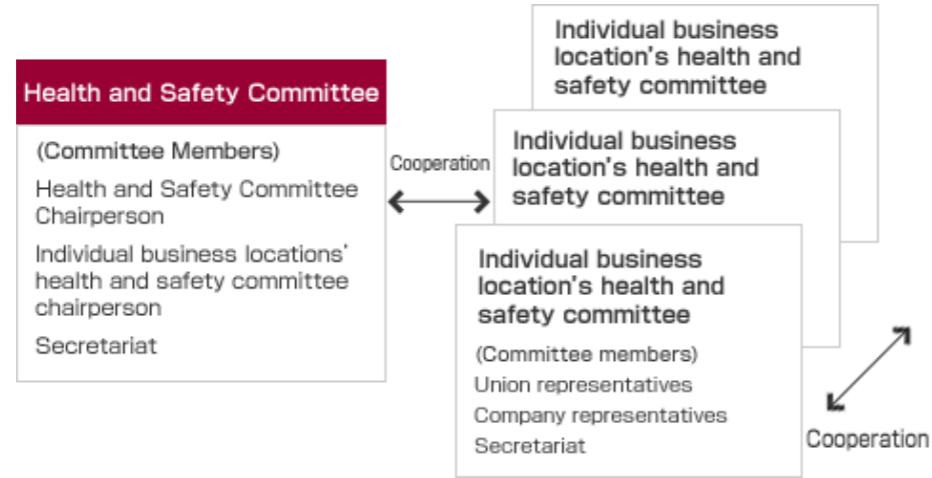 Health and Safety Committee
(Committee Members)
Health and Safety Committee
Chairperson
Individual business locations'
health and safety committee
chairperson
Secretariat
Cooperation
Individual business
location's health and
safety committee
Individual business
location's health and
safety committee
Individual business
location's health and
safety committee
(Committee members)
Union representatives
Company representatives
Secretariat
Cooperation